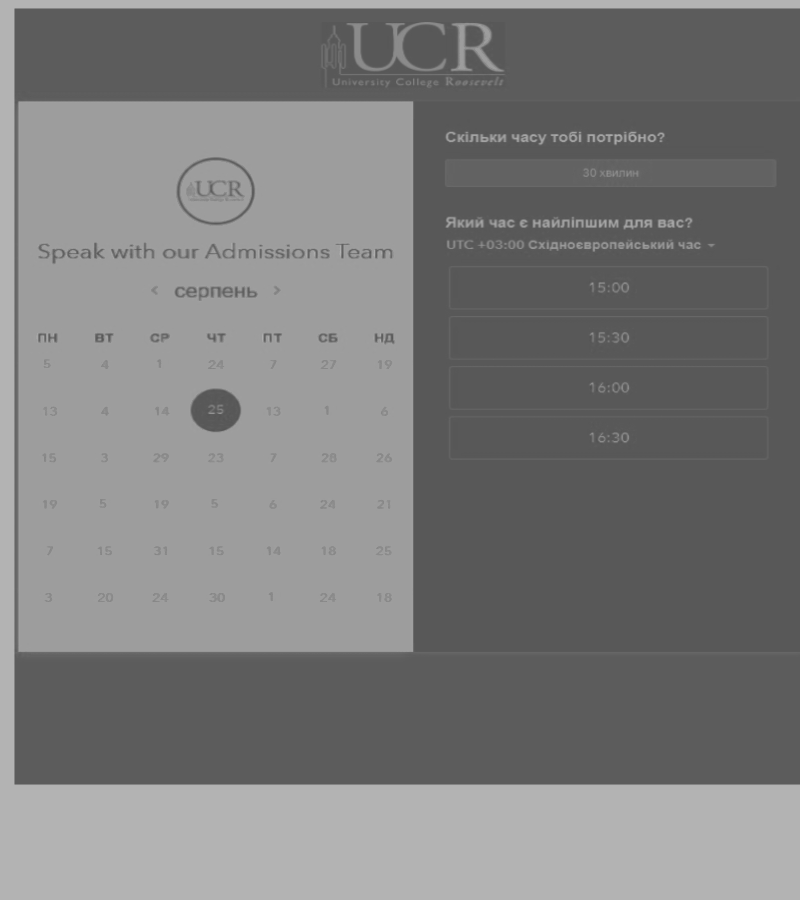 UCR
University College Roosevelt
UCR
Speak with our Admissions Team
< серпень >
ПН ВТ СР ЧТ ПТ СБ НД
5 4 1 24 7 27 19
13 4 14 25 13 1 6
15 3 29 23 7 28 26
19 5 19 5 6 24 21
7 15 31 15 14 18 25
3 20 24 30 1 24 18
Скільки часу тобі потрібно?
30 хвилин
Який час є найліпшим для вас?
UTC +03:00 Східноєвропейський час
15:00
15:30
16:00
16:30